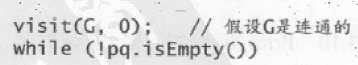 visit(G, 0);   // 假设G是连通的
while (!pq.isEmpty())